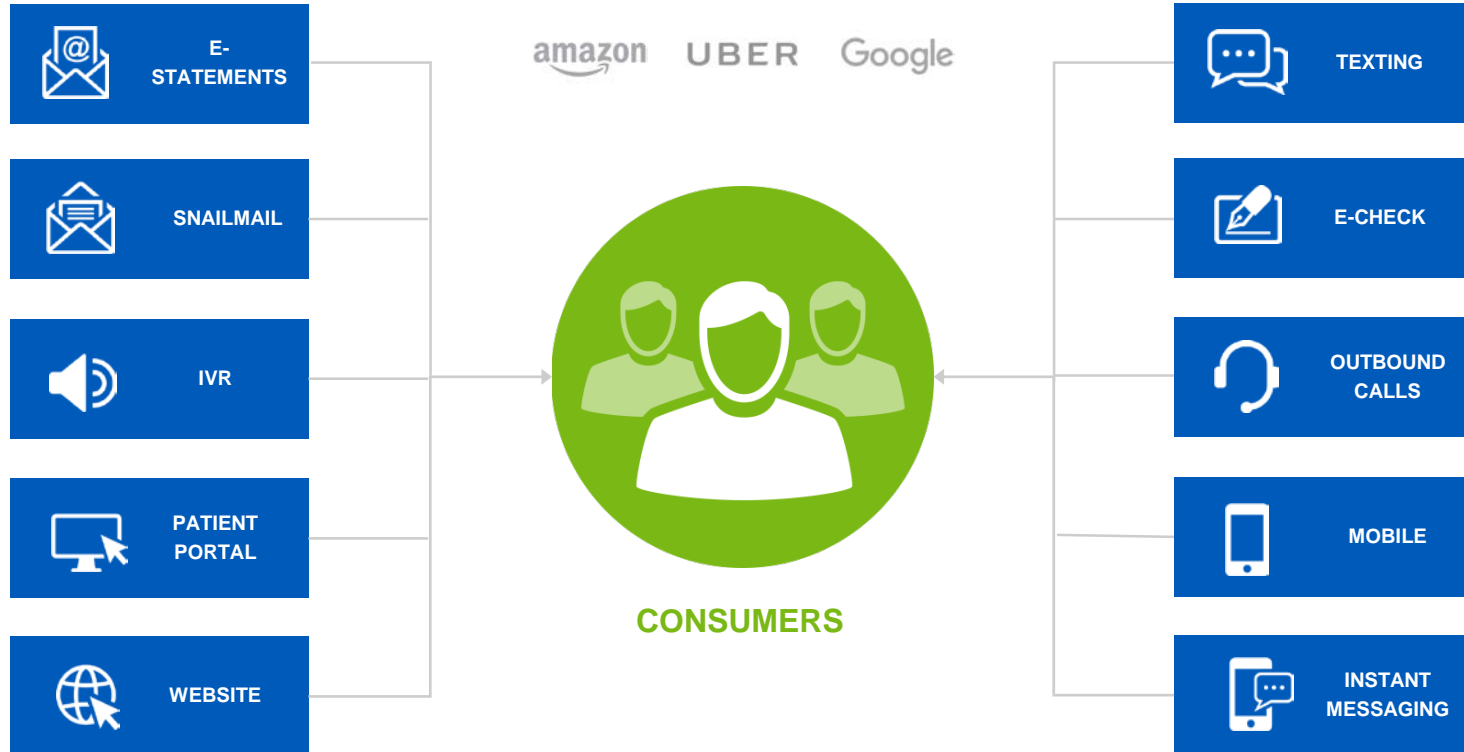 E-
STATEMENTS
SNAILMAIL
IVR
PATIENT
PORTAL
WEBSITE
amazon UBER Google
CONSUMERS
TEXTING
E-CHECK
OUTBOUND
CALLS
MOBILE
INSTANT
MESSAGING